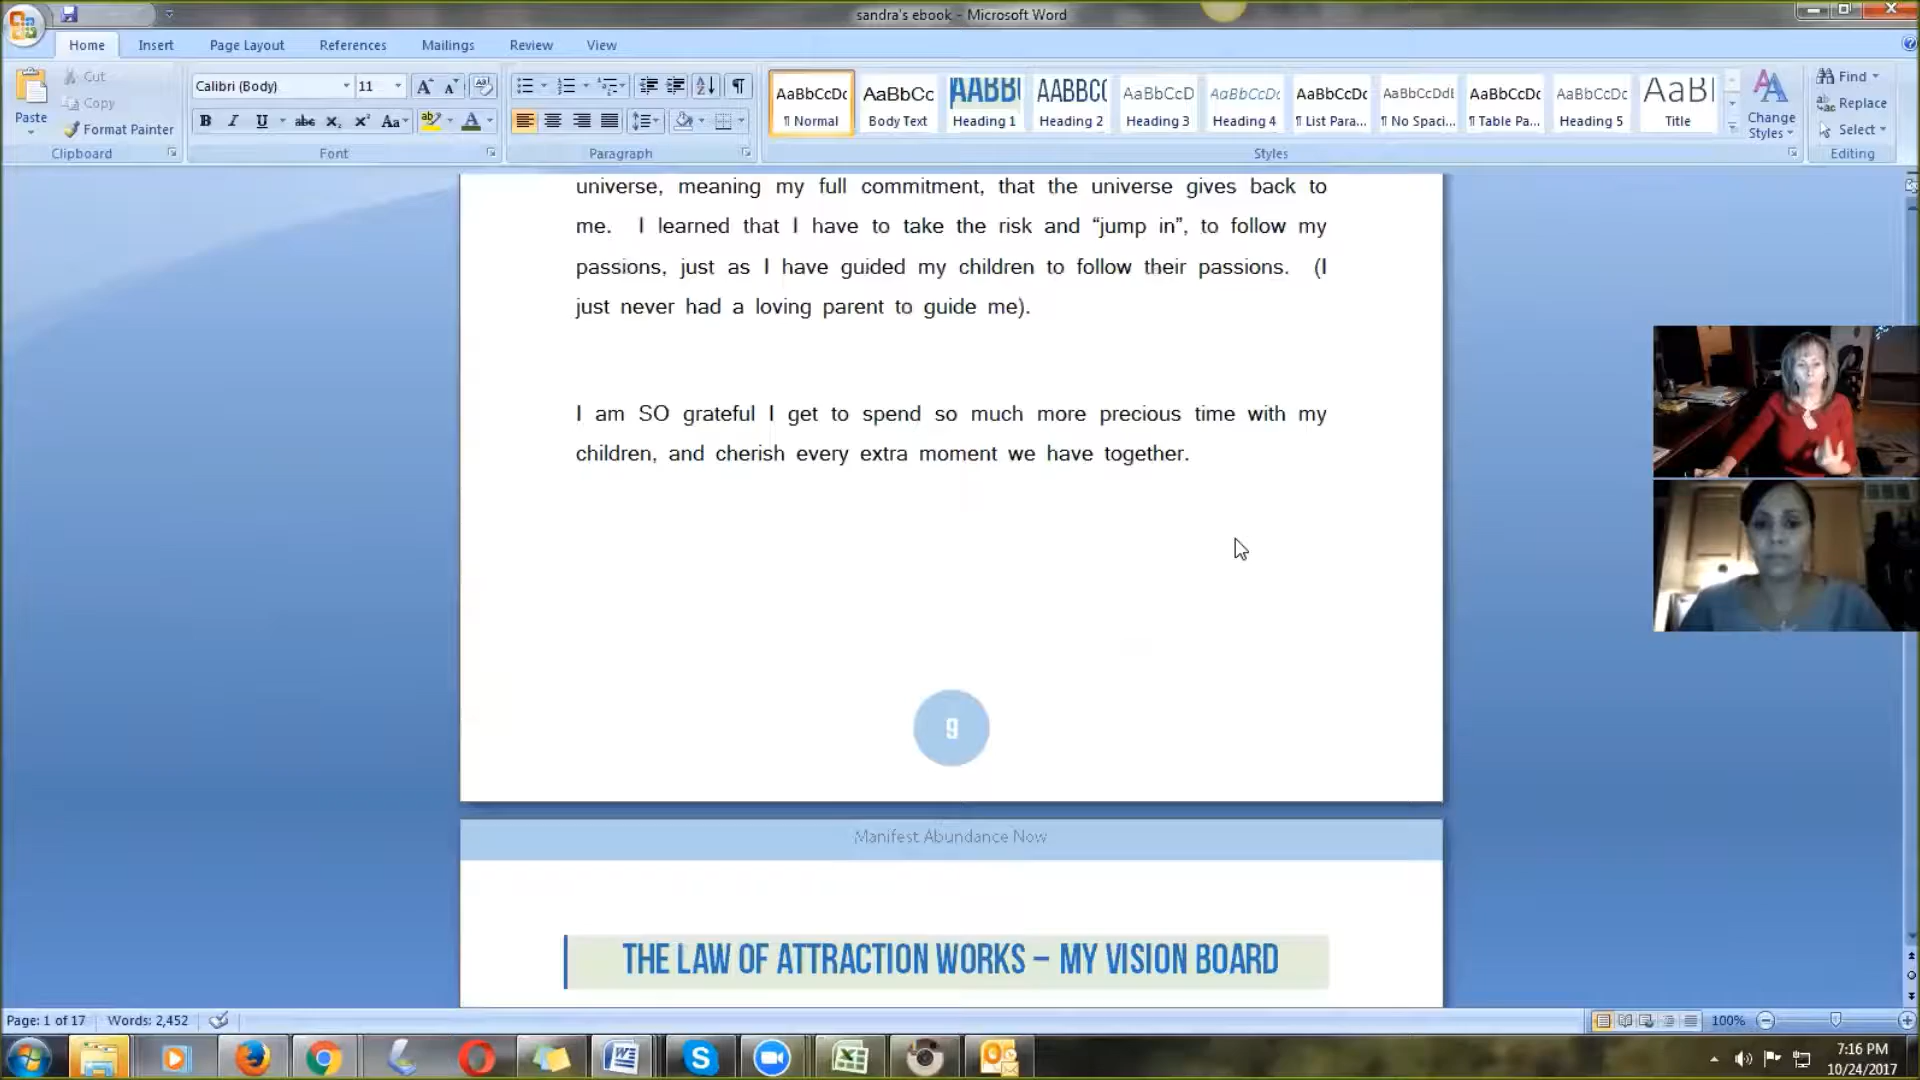 sandra's ebook - Microsoft Word
Home Insert Page Layout References Mailings Review View
Paste
Cut
Copy
Format Painter
Clipboard
Calibri (Body) 11
Font
Paragraph
AaBbCcDc AaBbCc AABB( AABBC( AaBbCcD AaBbCcDc AaBbCcDc AaBbCcDdE AaBbCcDc AaBbCcDc AaBl
¶ Normal Body Text Heading 1 Heading 2 Heading 3 Heading 4 ¶ List Para... ¶ No Spaci... ¶ Table Pa... Heading 5 Title
Change
Styles
Styles
Find
Replace
Select
Editing
universe, meaning my full commitment, that the universe gives back to
me. I learned that I have to take the risk and “jump in”, to follow my
passions, just as I have guided my children to follow their passions. (I
just never had a loving parent to guide me).
I am SO grateful I get to spend so much more precious time with my
children, and cherish every extra moment we have together.
9
Manifest Abundance Now
THE LAW OF ATTRACTION WORKS – MY VISION BOARD
Page: 1 of 17 Words: 2,452
100%
7:16 PM
10/24/2017